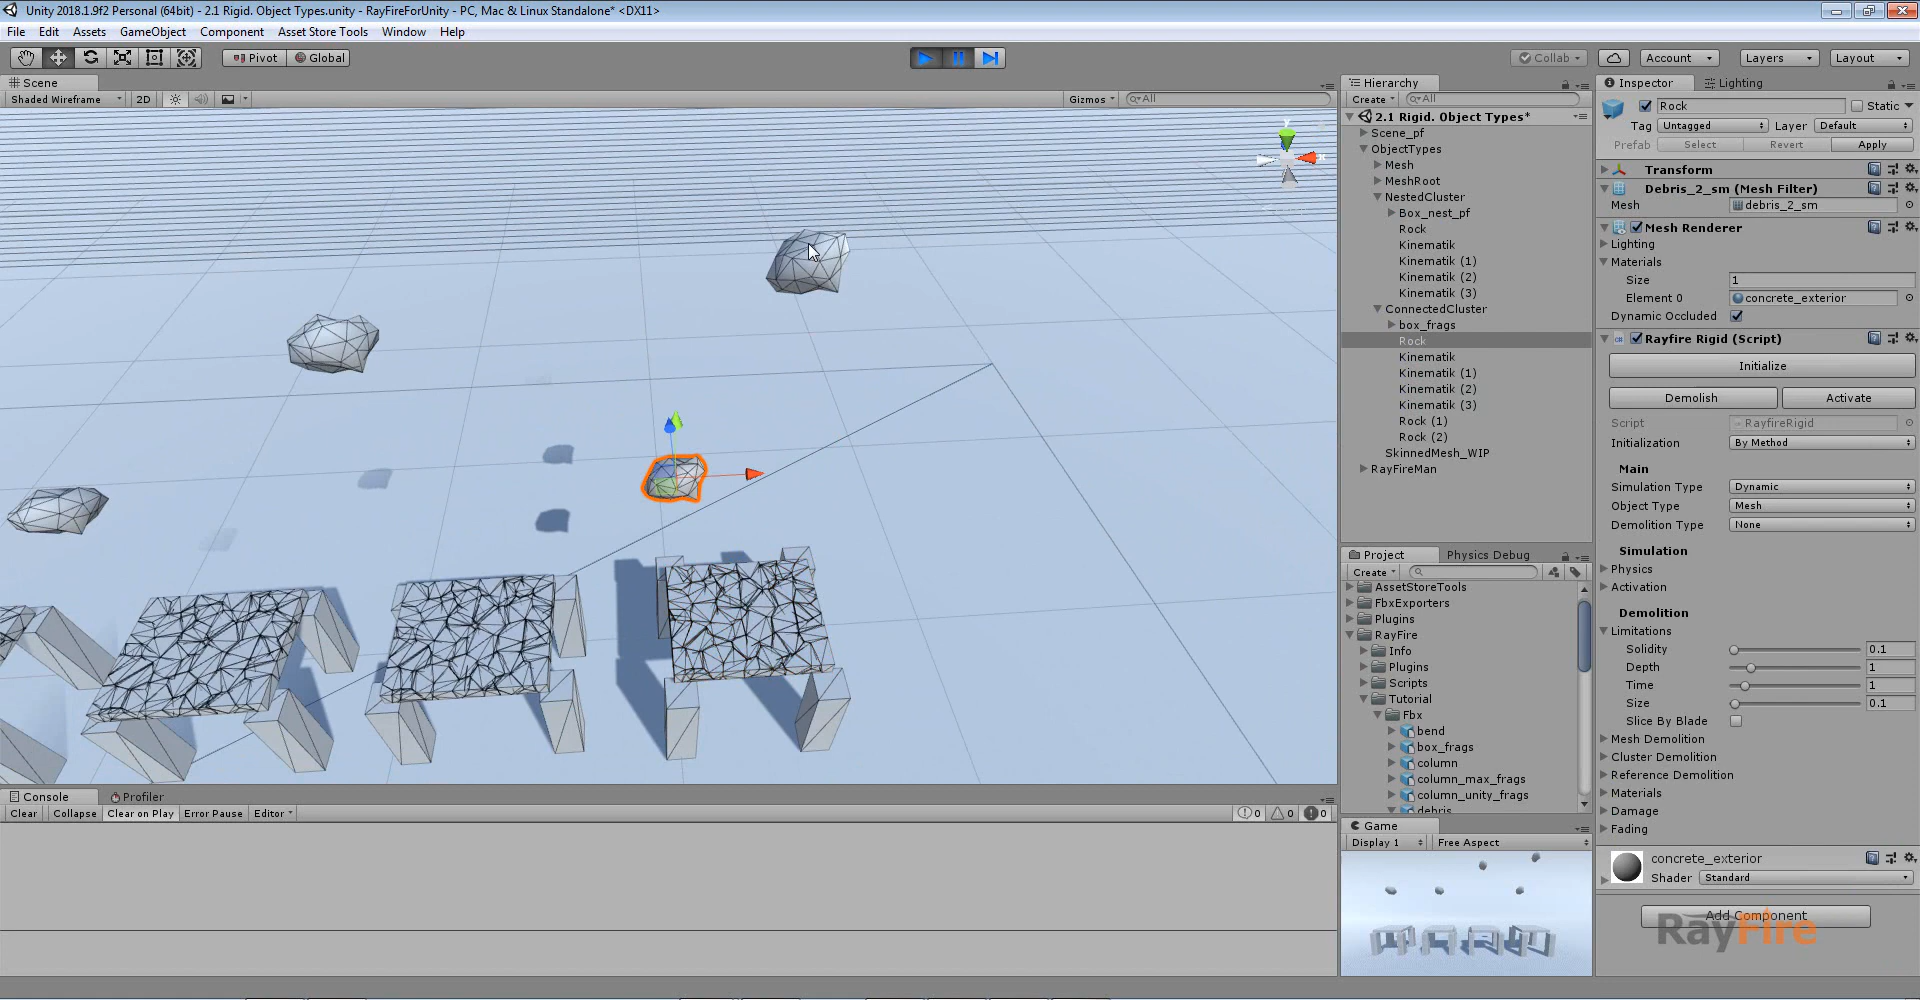 Unity 2018.1.9f2 Personal (64bit) - 2.1 Rigid. Object Types.unity - RayFireForUnity - PC, Mac & Linux Standalone* <DX11>
File Edit Assets GameObject Component Asset Store Tools Window Help
Pivot Global Collab Account Layers Layout
Scene
Shaded Wireframe 2D Gizmos All
Hierarchy
Create All
2.1 Rigid. Object Types*
Scene_pf
ObjectTypes
Mesh
MeshRoot
NestedCluster
Box_nest_pf
Rock
Kinematik
Kinematik (1)
Kinematik (2)
Kinematik (3)
ConnectedCluster
box_frags
Rock
Kinematik
Kinematik (1)
Kinematik (2)
Kinematik (3)
Rock (1)
Rock (2)
SkinnedMesh_WIP
RayFireMan
Project Physics Debug
Create
AssetStoreTools
FbxExporters
Plugins
RayFire
Info
Plugins
Scripts
Tutorial
Fbx
bend
box_frags
column
column_max_frags
column_unity_frags
debris
Game
Display 1 Free Aspect
Inspector Lighting
Rock Static
Tag Untagged Layer Default
Prefab Select Revert Apply
Transform
Debris_2_sm (Mesh Filter)
Mesh debris_2_sm
Mesh Renderer
Lighting
Materials
Size 1
Element 0 concrete_exterior
Dynamic Occluded
Rayfire Rigid (Script)
Initialize
Demolish Activate
Script RayfireRigid
Initialization By Method
Main
Simulation Type Dynamic
Object Type Mesh
Demolition Type None
Simulation
Physics
Activation
Demolition
Limitations
Solidity 0.1
Depth 1
Time 1
Size 0.1
Slice By Blade
Mesh Demolition
Cluster Demolition
Reference Demolition
Materials
Damage
Fading
concrete_exterior
Shader Standard
Add Component
RayFire
Console Profiler
Clear Collapse Clear on Play Error Pause Editor 0 0 0